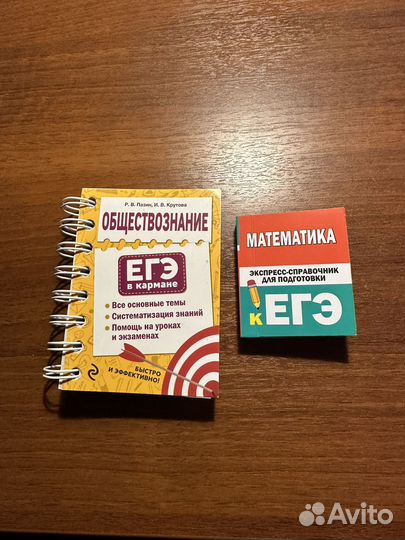 Р. В. Пазин, И. В. Крутова
ОБЩЕСТВОЗНАНИЕ
ЕГЭ
в кармане
• Все основные темы
• Систематизация знаний
• Помощь на уроках
и экзаменах
БЫСТРО
И ЭФФЕКТИВНО!
МАТЕМАТИКА
ЭКСПРЕСС-СПРАВОЧНИК
ДЛЯ ПОДГОТОВКИ
к ЕГЭ
Avito